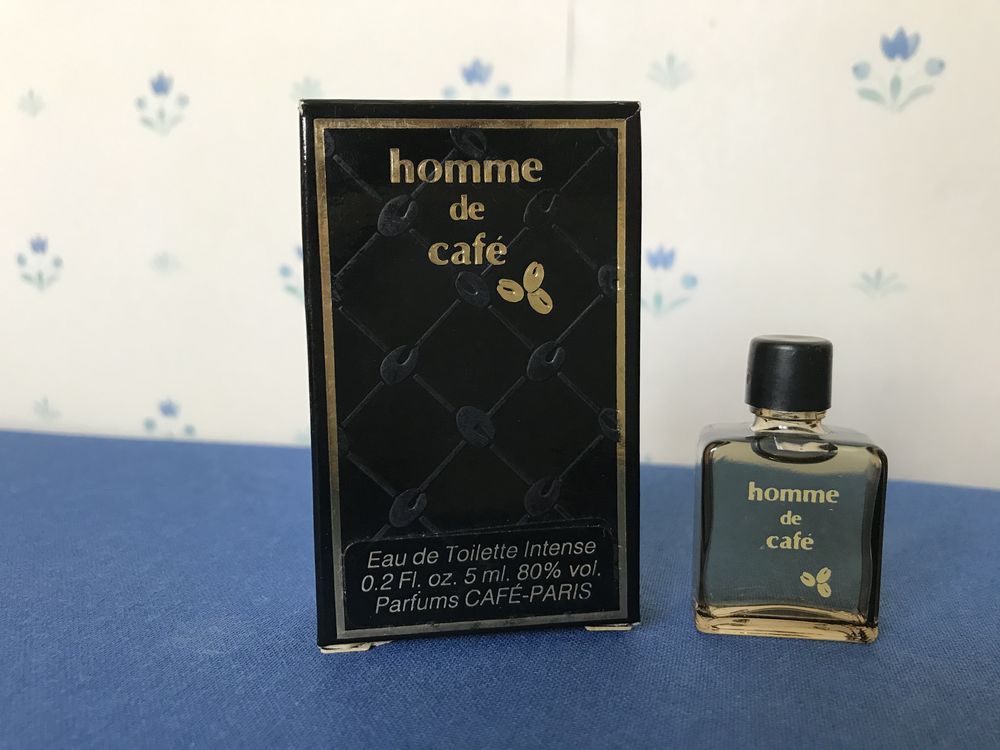 homme
de
café
Eau de Toilette Intense
0.2 Fl. oz. 5 ml. 80% vol.
Parfums CAFÉ-PARIS
homme
de
café